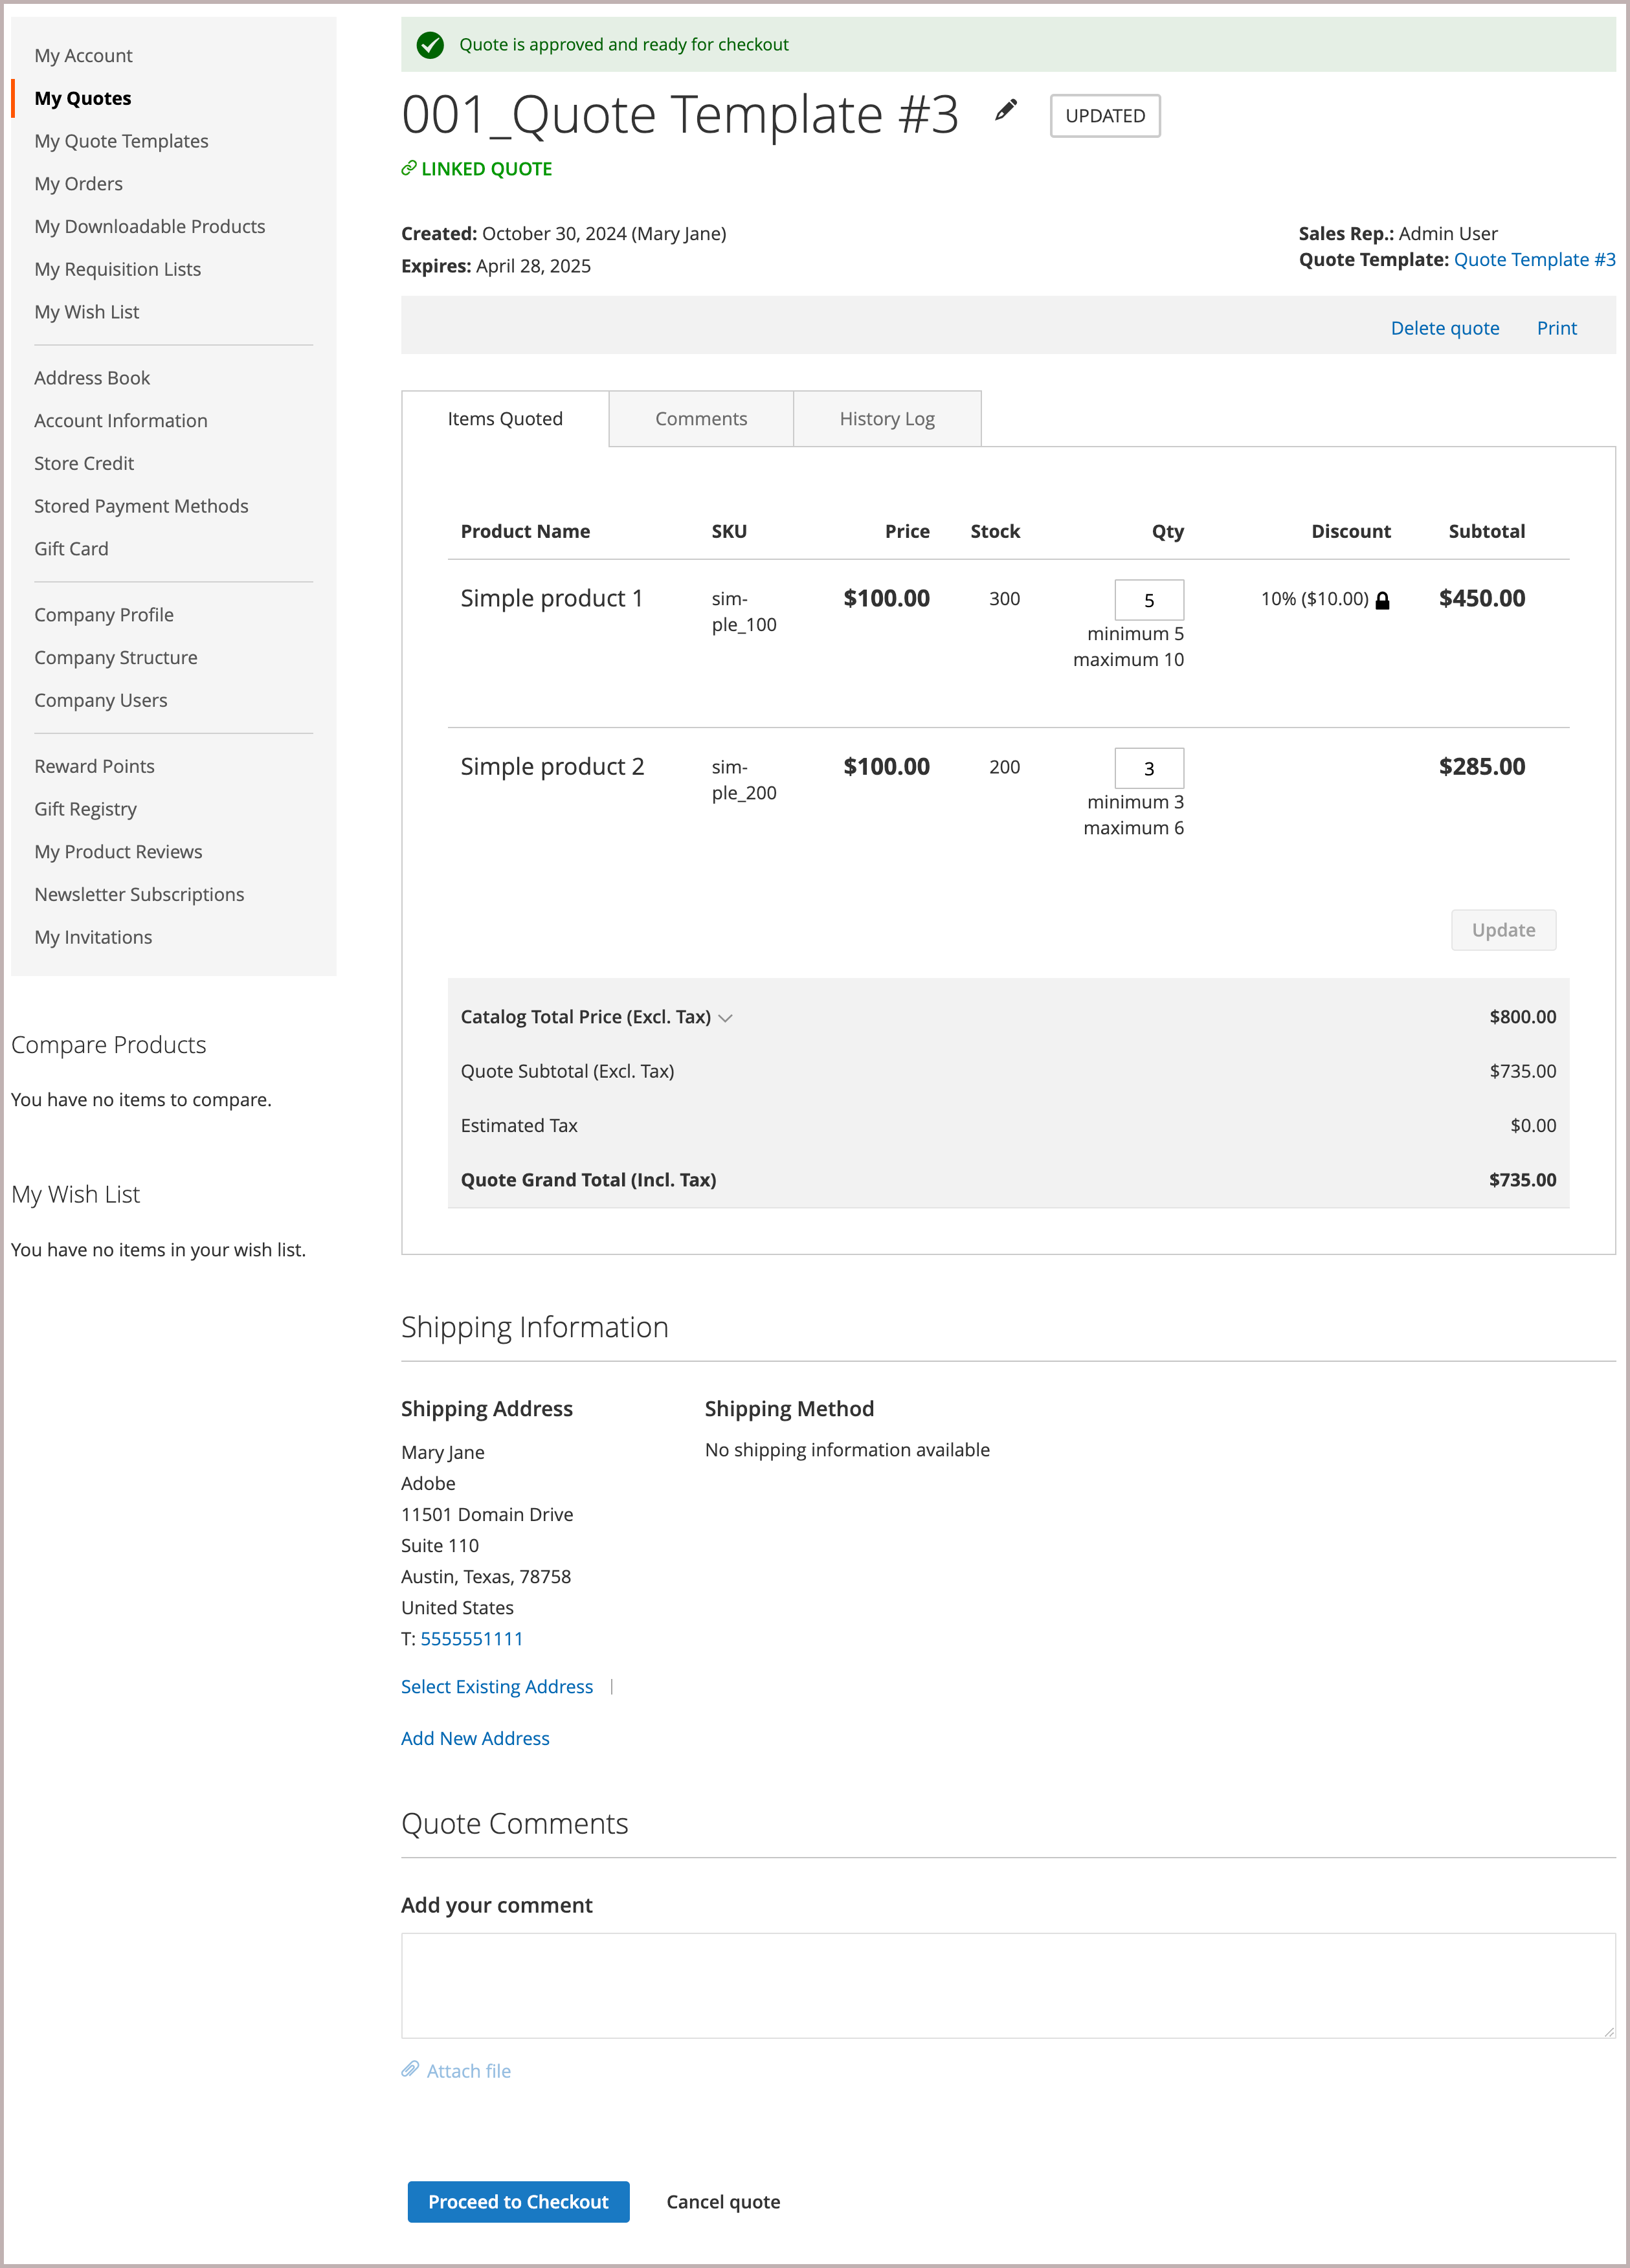 My Account
My Quotes
My Quote Templates
My Orders
My Downloadable Products
My Requisition Lists
My Wish List
Address Book
Account Information
Store Credit
Stored Payment Methods
Gift Card
Company Profile
Company Structure
Company Users
Reward Points
Gift Registry
My Product Reviews
Newsletter Subscriptions
My Invitations
Compare Products
You have no items to compare.
My Wish List
You have no items in your wish list.
Quote is approved and ready for checkout
001_Quote Template #3 UPDATED
LINKED QUOTE
Created: October 30, 2024 (Mary Jane)
Expires: April 28, 2025
Sales Rep.: Admin User
Quote Template: Quote Template #3
Delete quote Print
Items Quoted Comments History Log
Product Name SKU Price Stock Qty Discount Subtotal
Simple product 1 sim- $100.00 300 5 10% ($10.00) $450.00
ple_100
minimum 5
maximum 10
Simple product 2 sim- $100.00 200 3 $285.00
ple_200
minimum 3
maximum 6
Update
Catalog Total Price (Excl. Tax) $800.00
Quote Subtotal (Excl. Tax) $735.00
Estimated Tax $0.00
Quote Grand Total (Incl. Tax) $735.00
Shipping Information
Shipping Address
Mary Jane
Adobe
11501 Domain Drive
Suite 110
Austin, Texas, 78758
United States
T: 5555551111
Select Existing Address |
Add New Address
Shipping Method
No shipping information available
Quote Comments
Add your comment
Attach file
Proceed to Checkout Cancel quote